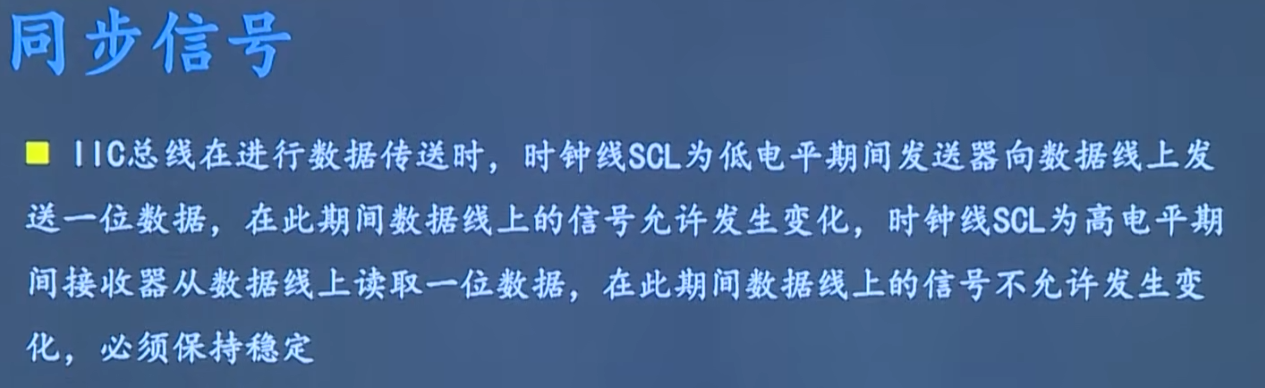 同步信号
IIC总线在进行数据传送时，时钟线SCL为低电平期间发送器向数据线上发
送一位数据，在此期间数据线上的信号允许发生变化，时钟线SCL为高电平期
间接收器从数据线上读取一位数据，在此期间数据线上的信号不允许发生变
化，必须保持稳定